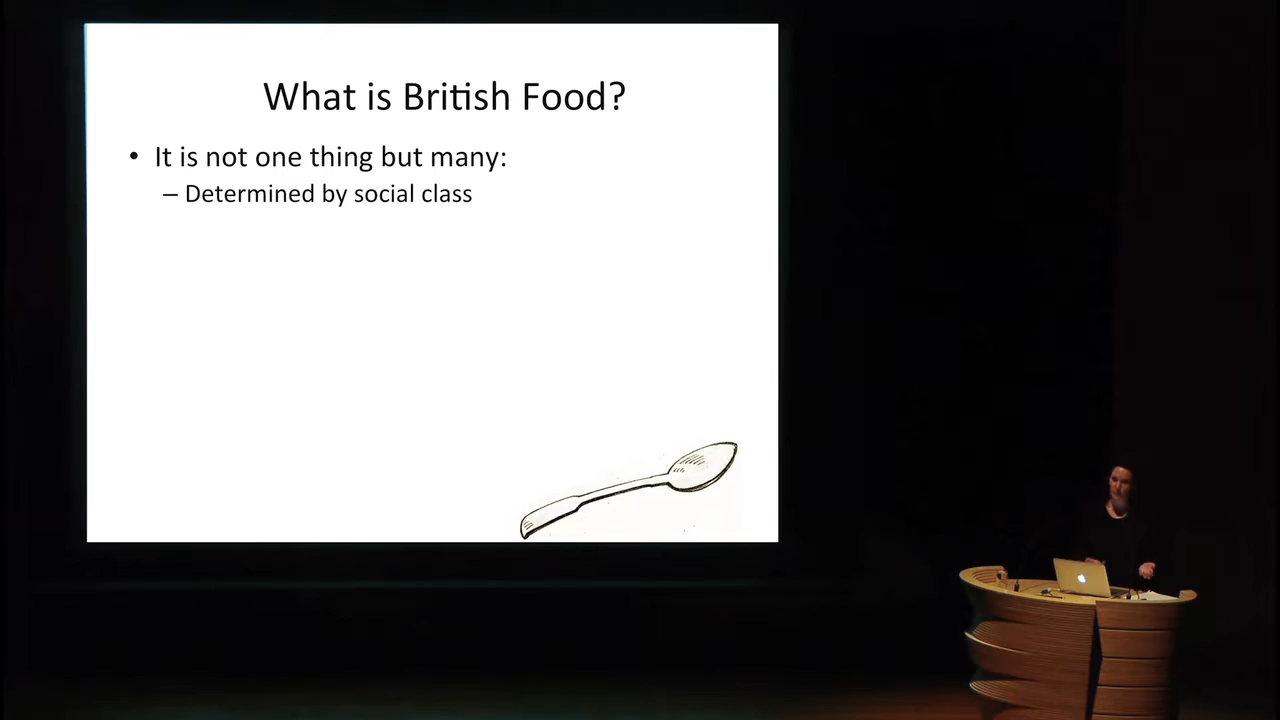 What is British Food?
• It is not one thing but many:
– Determined by social class